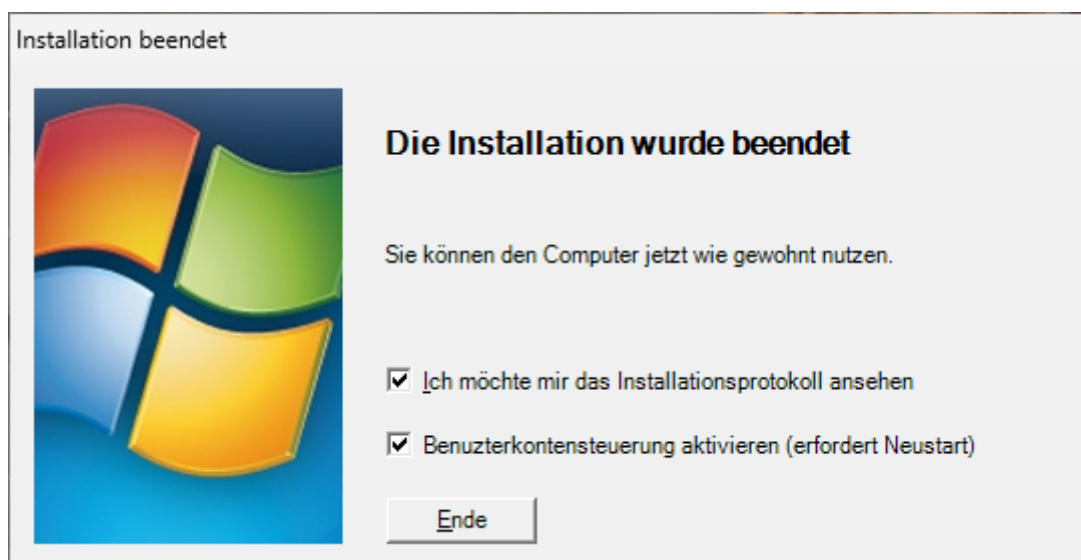 Installation beendet
Die Installation wurde beendet
Sie können den Computer jetzt wie gewohnt nutzen.
Ich möchte mir das Installationsprotokoll ansehen
Benuzterkontensteuerung aktivieren (erfordert Neustart)
Ende